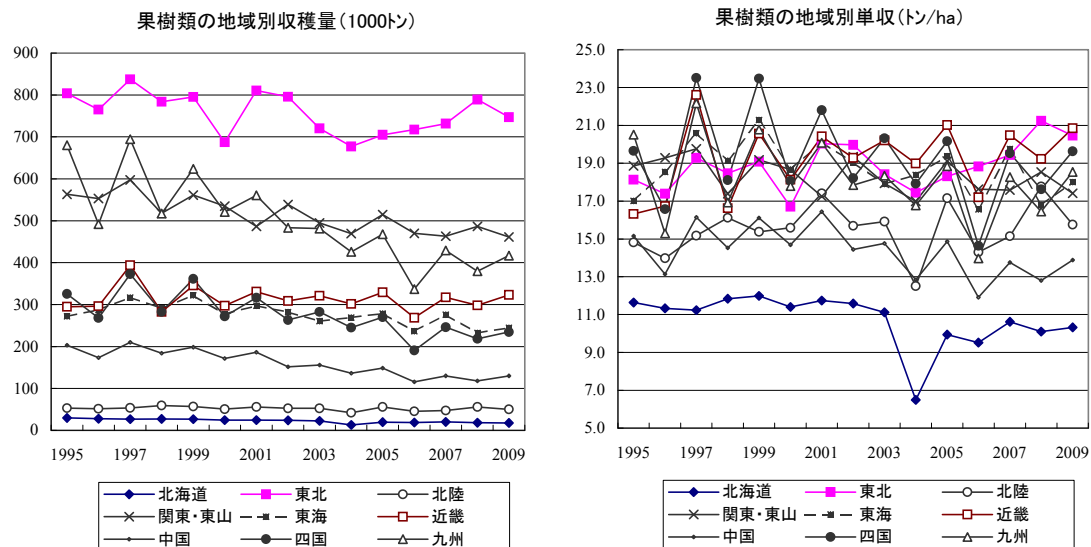 果樹類の地域別収穫量(1000トン)
900
800
700
600
500
400
300
200
100
0
1995 1997 1999 2001 2003 2005 2007 2009
北海道 東北 北陸
関東・東山 東海 近畿
中国 四国 九州
果樹類の地域別単収(トン/ha)
25.0
23.0
21.0
19.0
17.0
15.0
13.0
11.0
9.0
7.0
5.0
1995 1997 1999 2001 2003 2005 2007 2009
北海道 東北 北陸
関東・東山 東海 近畿
中国 四国 九州